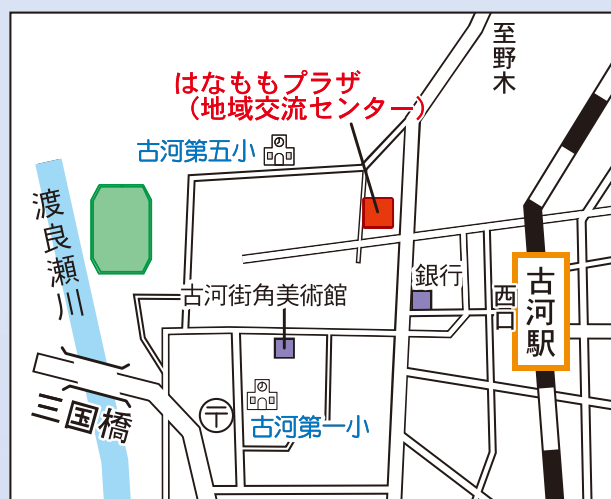 至野木
はなももプラザ
（地域交流センター）
古河第五小
渡良瀬川
銀行
西口
古河駅
古河街角美術館
三国橋
〒
古河第一小